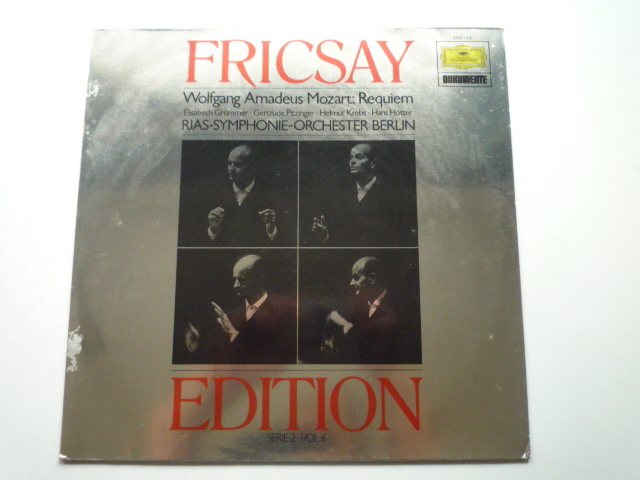 FRICSAY
Wolfgang Amadeus Mozart: Requiem
Elisabeth Grümmer · Gertrude Pitzinger · Helmut Krebs · Hans Hotter
RIAS-SYMPHONIE-ORCHESTER BERLIN
DOKUMENTE
EDITION
SERIE 2 VOL. 6